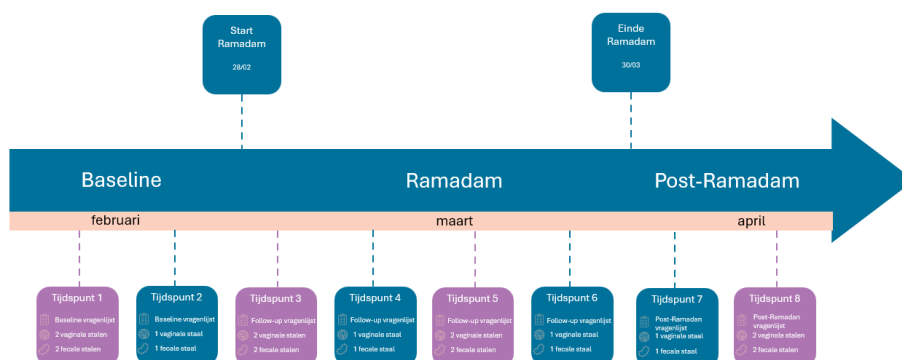 Start
Ramadam
28/02
Einde
Ramadam
30/03
Baseline
Ramadam
Post-Ramadam
februari
maart
april
Tijdspunt 1
Baseline vragenlijst
2 vaginale stalen
2 fecale stalen
Tijdspunt 2
Baseline vragenlijst
1 vaginale staal
1 fecale staal
Tijdspunt 3
Follow-up vragenlijst
2 vaginale stalen
2 fecale stalen
Tijdspunt 4
Follow-up vragenlijst
1 vaginale staal
1 fecale staal
Tijdspunt 5
Follow-up vragenlijst
2 vaginale stalen
2 fecale stalen
Tijdspunt 6
Follow-up vragenlijst
1 vaginale staal
1 fecale staal
Tijdspunt 7
Post-Ramadan
vragenlijst
1 vaginale staal
1 fecale staal
Tijdspunt 8
Post-Ramadan
vragenlijst
2 vaginale stalen
2 fecale stalen